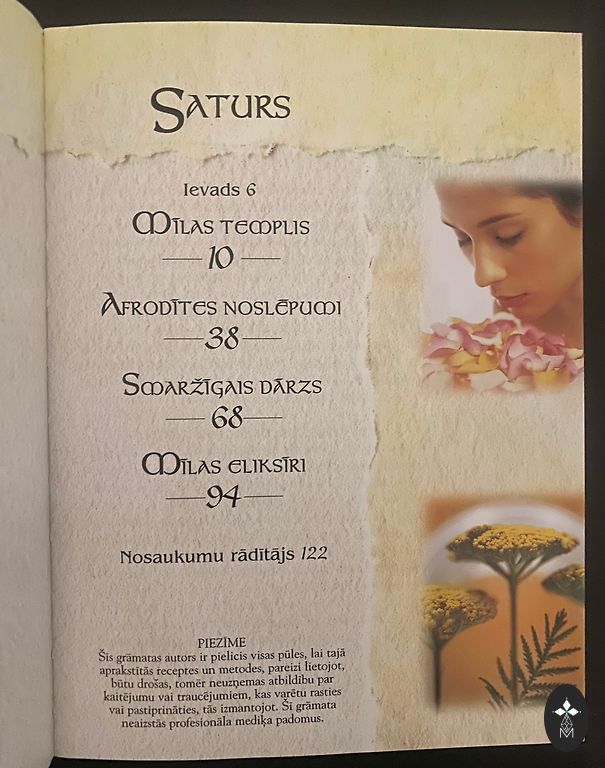 SATURS
Ievads 6
MĪLAS TEMPLIS
10
AFRODĪTES NOSLĒPUMI
38
SMARŽĪGAIS DĀRZS
68
MĪLAS ELIKSĪRI
94
Nosaukumu rādītājs 122
PIEZĪME
Šīs grāmatas autors ir pielicis visas pūles, lai tajā
aprakstītās receptes un metodes, pareizi lietojot,
būtu drošas, tomēr neuzņemas atbildību par
kaitējumu vai traucējumiem, kas varētu rasties
vai pastiprināties, tās izmantojot. Šī grāmata
neaizstās profesionāla mediķa padomus.
M